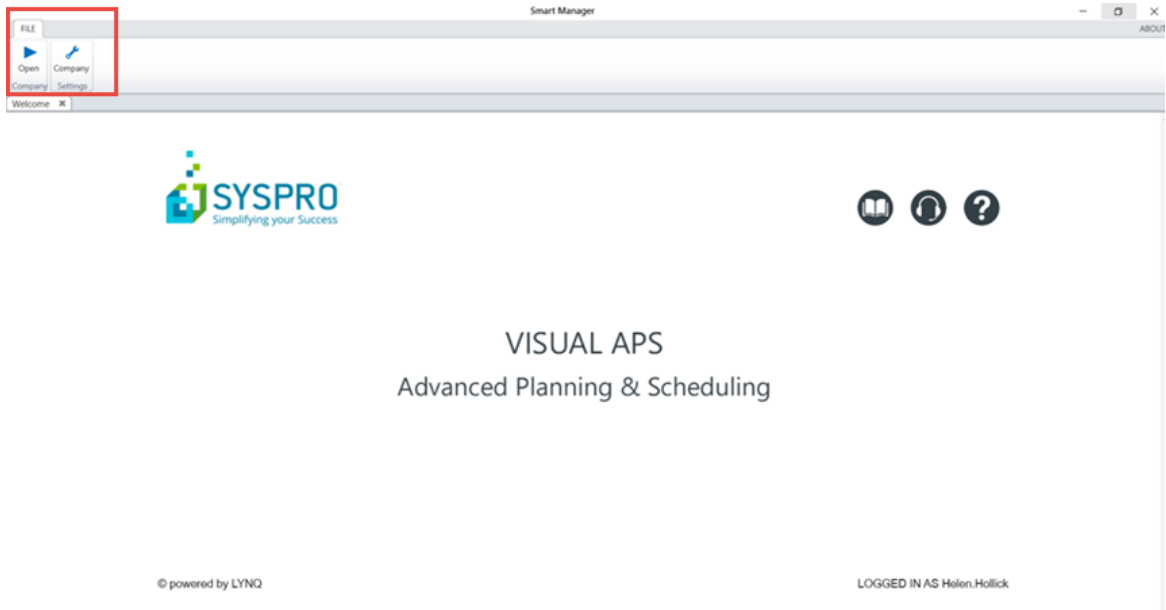 Smart Manager
FILE
ABOUT
Open
Company
Company
Settings
Welcome
SYSPRO
Simplifying your Success
?
VISUAL APS
Advanced Planning & Scheduling
© powered by LYNQ
LOGGED IN AS Helen.Hollick